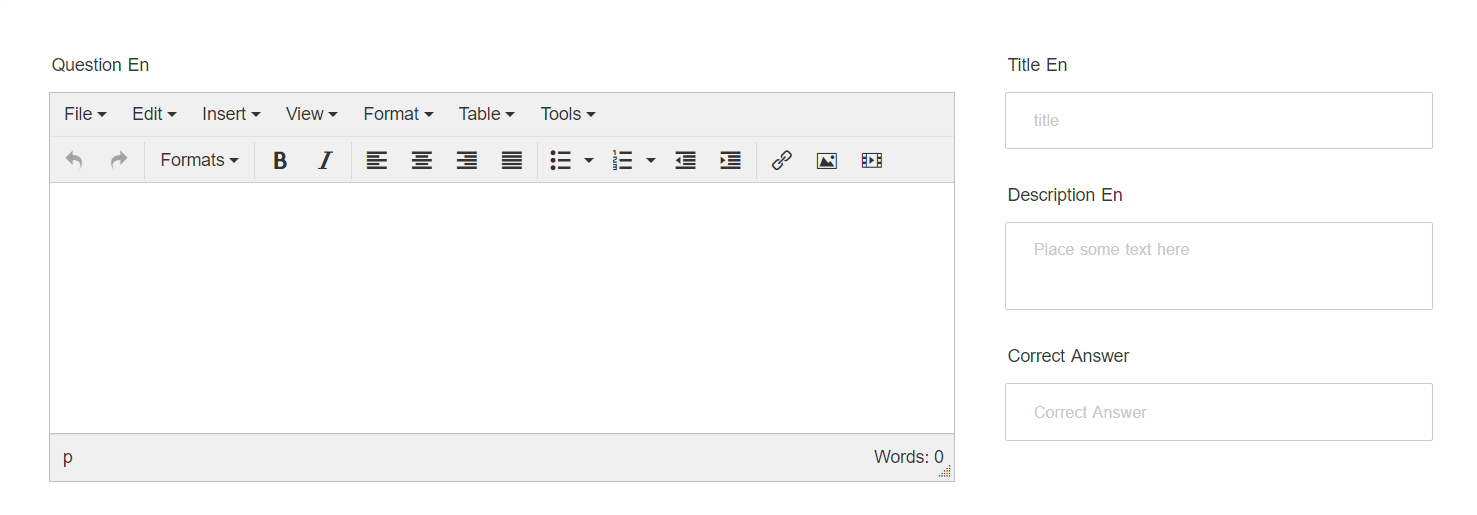 Question En
File Edit Insert View Format Table Tools
Formats B I
p Words: 0
Title En
title
Description En
Place some text here
Correct Answer
Correct Answer